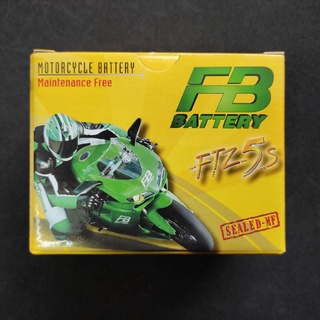 MOTORCYCLE BATTERY
Maintenance Free
FB
BATTERY
FTZ-5S
FB
FB
SEALED-MF